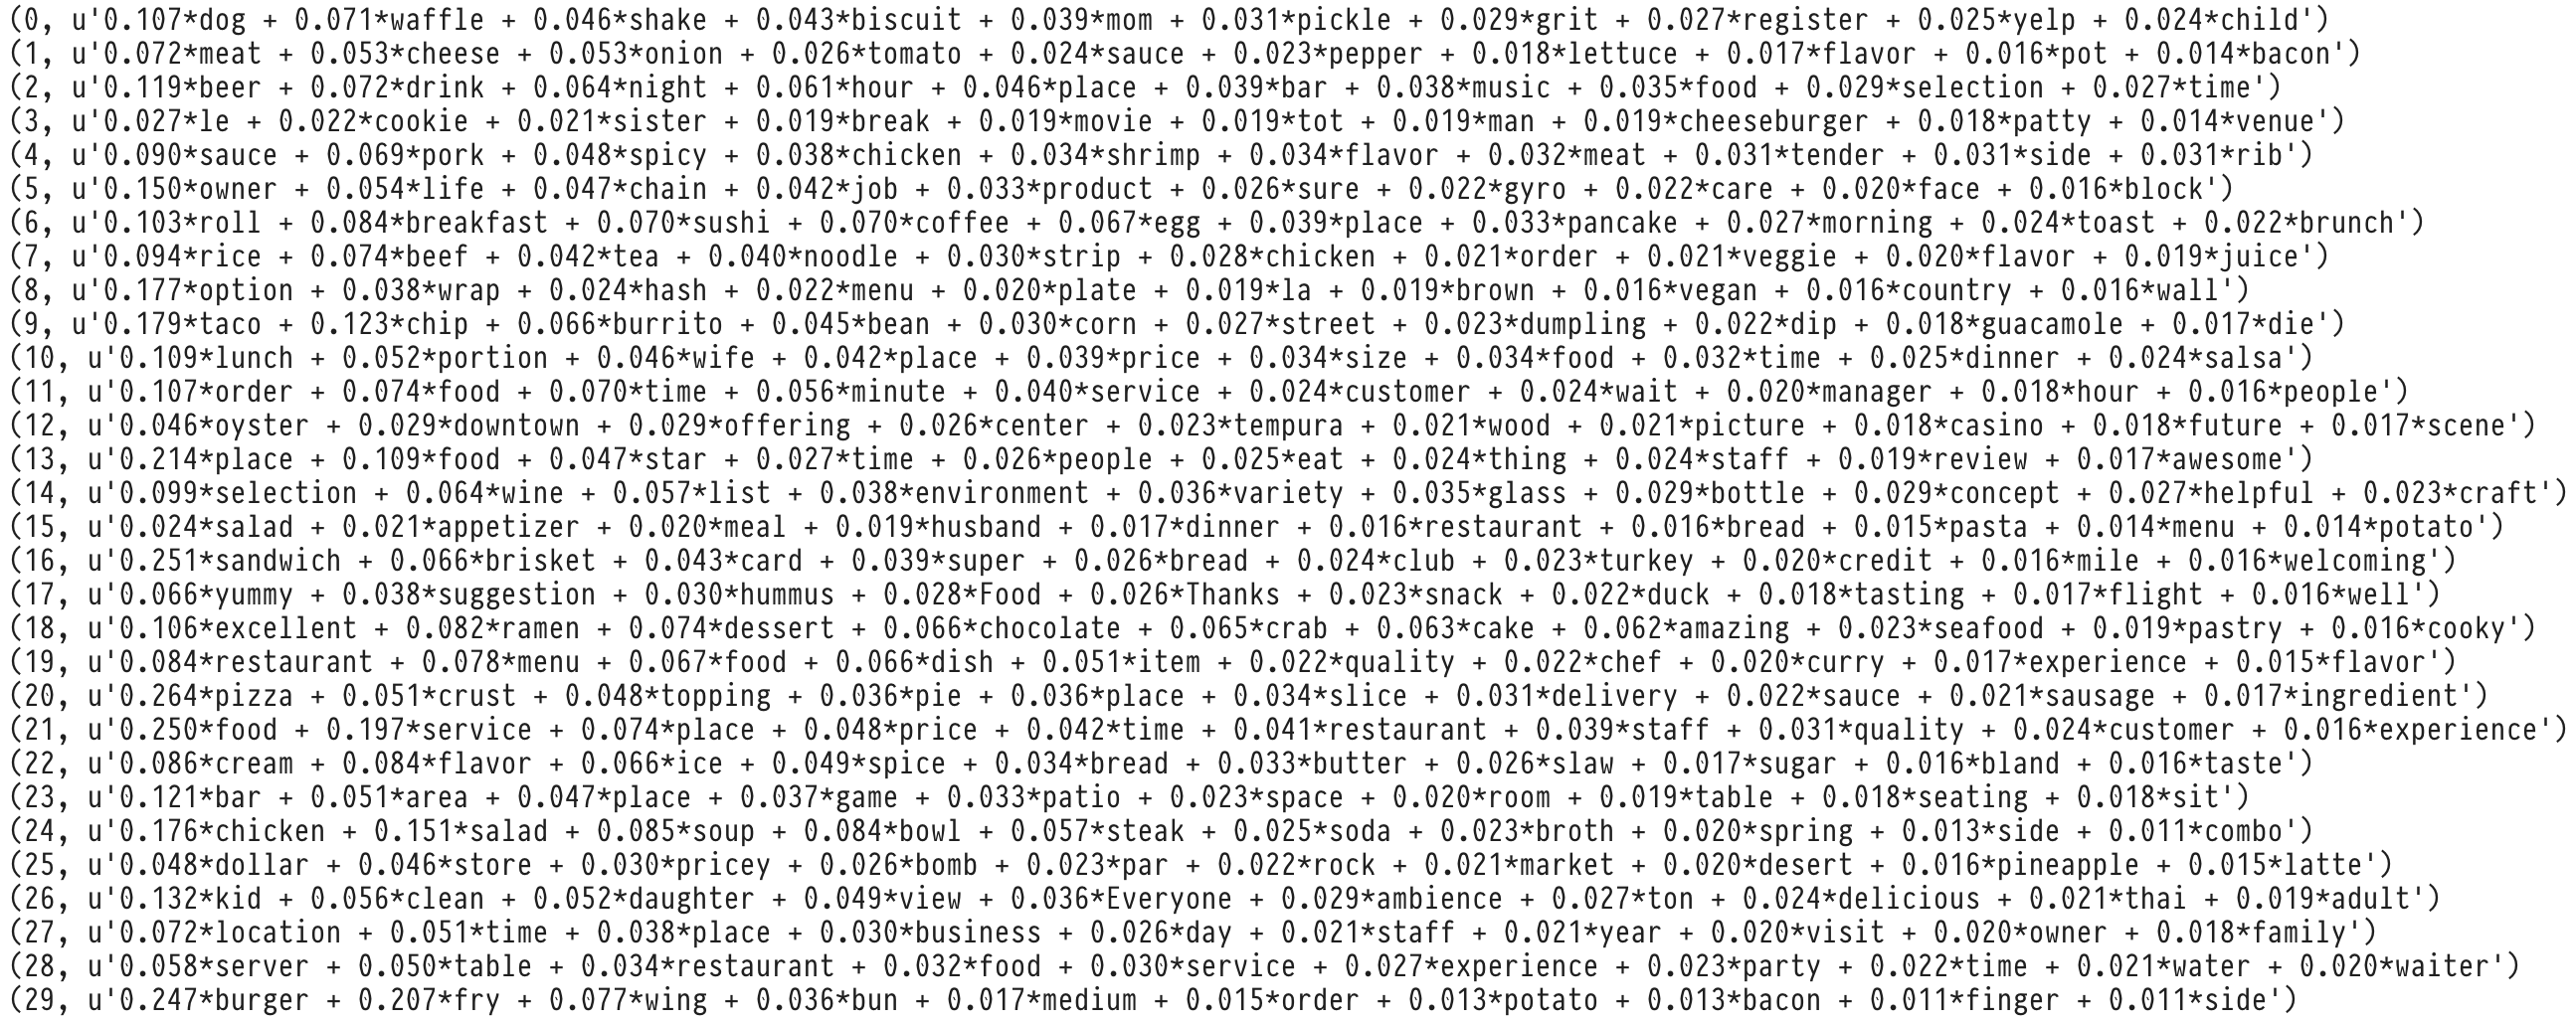 (0, u'0.107*dog + 0.071*waffle + 0.046*shake + 0.043*biscuit + 0.039*mom + 0.031*pickle + 0.029*grit + 0.027*register + 0.025*yelp + 0.024*child')
(1, u'0.072*meat + 0.053*cheese + 0.053*onion + 0.026*tomato + 0.024*sauce + 0.023*pepper + 0.018*lettuce + 0.017*flavor + 0.016*pot + 0.014*bacon')
(2, u'0.119*beer + 0.072*drink + 0.064*night + 0.061*hour + 0.046*place + 0.039*bar + 0.038*music + 0.035*food + 0.029*selection + 0.027*time')
(3, u'0.027*le + 0.022*cookie + 0.021*sister + 0.019*break + 0.019*movie + 0.019*tot + 0.019*man + 0.019*cheeseburger + 0.018*patty + 0.014*venue')
(4, u'0.090*sauce + 0.069*pork + 0.048*spicy + 0.038*chicken + 0.034*shrimp + 0.034*flavor + 0.032*meat + 0.031*tender + 0.031*side + 0.031*rib')
(5, u'0.150*owner + 0.054*life + 0.047*chain + 0.042*job + 0.033*product + 0.026*sure + 0.022*gyro + 0.022*care + 0.020*face + 0.016*block')
(6, u'0.103*roll + 0.084*breakfast + 0.070*sushi + 0.070*coffee + 0.067*egg + 0.039*place + 0.033*pancake + 0.027*morning + 0.024*toast + 0.022*brunch')
(7, u'0.094*rice + 0.074*beef + 0.042*tea + 0.040*noodle + 0.030*strip + 0.028*chicken + 0.021*order + 0.021*veggie + 0.020*flavor + 0.019*juice')
(8, u'0.177*option + 0.038*wrap + 0.024*hash + 0.022*menu + 0.020*plate + 0.019*la + 0.019*brown + 0.016*vegan + 0.016*country + 0.016*wall')
(9, u'0.179*taco + 0.123*chip + 0.066*burrito + 0.045*bean + 0.030*corn + 0.027*street + 0.023*dumpling + 0.022*dip + 0.018*guacamole + 0.017*die')
(10, u'0.109*lunch + 0.052*portion + 0.046*wife + 0.042*place + 0.039*price + 0.034*size + 0.034*food + 0.032*time + 0.025*dinner + 0.024*salsa')
(11, u'0.107*order + 0.074*food + 0.070*time + 0.056*minute + 0.040*service + 0.024*customer + 0.024*wait + 0.020*manager + 0.018*hour + 0.016*people')
(12, u'0.046*oyster + 0.029*downtown + 0.029*offering + 0.026*center + 0.023*tempura + 0.021*wood + 0.021*picture + 0.018*casino + 0.018*future + 0.017*scene')
(13, u'0.214*place + 0.109*food + 0.047*star + 0.027*time + 0.026*people + 0.025*eat + 0.024*thing + 0.024*staff + 0.019*review + 0.017*awesome')
(14, u'0.099*selection + 0.064*wine + 0.057*list + 0.038*environment + 0.036*variety + 0.035*glass + 0.029*bottle + 0.029*concept + 0.027*helpful + 0.023*craft')
(15, u'0.024*salad + 0.021*appetizer + 0.020*meal + 0.019*husband + 0.017*dinner + 0.016*restaurant + 0.016*bread + 0.015*pasta + 0.014*menu + 0.014*potato')
(16, u'0.251*sandwich + 0.066*brisket + 0.043*card + 0.039*super + 0.026*bread + 0.024*club + 0.023*turkey + 0.020*credit + 0.016*mile + 0.016*welcoming')
(17, u'0.066*yummy + 0.038*suggestion + 0.030*hummus + 0.028*Food + 0.026*Thanks + 0.023*snack + 0.022*duck + 0.018*tasting + 0.017*flight + 0.016*well')
(18, u'0.106*excellent + 0.082*ramen + 0.074*dessert + 0.066*chocolate + 0.065*crab + 0.063*cake + 0.062*amazing + 0.023*seafood + 0.019*pastry + 0.016*cooky')
(19, u'0.084*restaurant + 0.078*menu + 0.067*food + 0.066*dish + 0.051*item + 0.022*quality + 0.022*chef + 0.020*curry + 0.017*experience + 0.015*flavor')
(20, u'0.264*pizza + 0.051*crust + 0.048*topping + 0.036*pie + 0.036*place + 0.034*slice + 0.031*delivery + 0.022*sauce + 0.021*sausage + 0.017*ingredient')
(21, u'0.250*food + 0.197*service + 0.074*place + 0.048*price + 0.042*time + 0.041*restaurant + 0.039*staff + 0.031*quality + 0.024*customer + 0.016*experience')
(22, u'0.086*cream + 0.084*flavor + 0.066*ice + 0.049*spice + 0.034*bread + 0.033*butter + 0.026*slaw + 0.017*sugar + 0.016*bland + 0.016*taste')
(23, u'0.121*bar + 0.051*area + 0.047*place + 0.037*game + 0.033*patio + 0.023*space + 0.020*room + 0.019*table + 0.018*seating + 0.018*sit')
(24, u'0.176*chicken + 0.151*salad + 0.085*soup + 0.084*bowl + 0.057*steak + 0.025*soda + 0.023*broth + 0.020*spring + 0.013*side + 0.011*combo')
(25, u'0.048*dollar + 0.046*store + 0.030*pricey + 0.026*bomb + 0.023*par + 0.022*rock + 0.021*market + 0.020*desert + 0.016*pineapple + 0.015*latte')
(26, u'0.132*kid + 0.056*clean + 0.052*daughter + 0.049*view + 0.036*Everyone + 0.029*ambience + 0.027*ton + 0.024*delicious + 0.021*thai + 0.019*adult')
(27, u'0.072*location + 0.051*time + 0.038*place + 0.030*business + 0.026*day + 0.021*staff + 0.021*year + 0.020*visit + 0.020*owner + 0.018*family')
(28, u'0.058*server + 0.050*table + 0.034*restaurant + 0.032*food + 0.030*service + 0.027*experience + 0.023*party + 0.022*time + 0.021*water + 0.020*waiter')
(29, u'0.247*burger + 0.207*fry + 0.077*wing + 0.036*bun + 0.017*medium + 0.015*order + 0.013*potato + 0.013*bacon + 0.011*finger + 0.011*side')